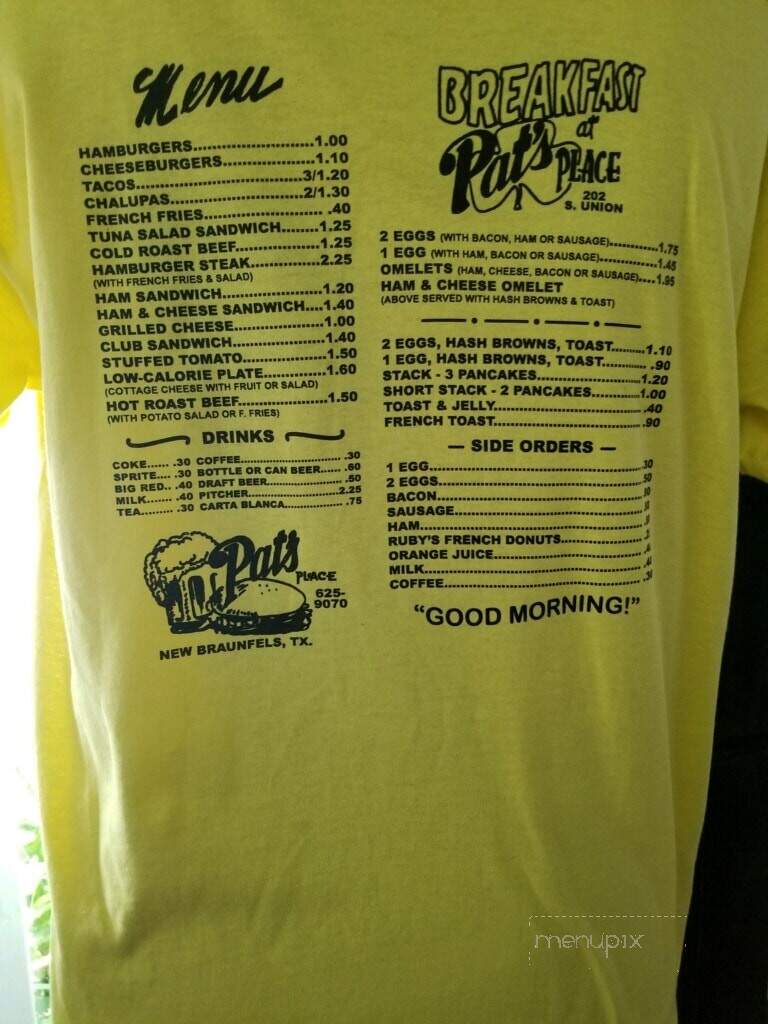 Menu
HAMBURGERS............................1.00
CHEESEBURGERS......................1.10
TACOS.......................................3/1.20
CHALUPAS...............................2/1.30
FRENCH FRIES........................... .40
TUNA SALAD SANDWICH........1.25
COLD ROAST BEEF....................1.25
HAMBURGER STEAK................2.25
(WITH FRENCH FRIES & SALAD)
HAM SANDWICH.......................1.20
HAM & CHEESE SANDWICH....1.40
GRILLED CHEESE.....................1.00
CLUB SANDWICH.....................1.40
STUFFED TOMATO...................1.50
LOW-CALORIE PLATE..............1.60
(COTTAGE CHEESE WITH FRUIT OR SALAD)
HOT ROAST BEEF....................1.50
(WITH POTATO SALAD OR F. FRIES)
DRINKS
COKE...... .30 COFFEE......................... .30
SPRITE.... .30 BOTTLE OR CAN BEER...... .60
BIG RED.. .40 DRAFT BEER.................. .50
MILK....... .40 PITCHER.......................2.25
TEA......... .30 CARTA BLANCA............... .75
Pat's
PLACE
625-
9070
NEW BRAUNFELS, TX.
BREAKFAST
at
Pat's PLACE
202
S. UNION
2 EGGS (WITH BACON, HAM OR SAUSAGE)..............1.75
1 EGG (WITH HAM, BACON OR SAUSAGE)..............1.45
OMELETS (HAM, CHEESE, BACON OR SAUSAGE)....1.95
HAM & CHEESE OMELET
(ABOVE SERVED WITH HASH BROWNS & TOAST)
2 EGGS, HASH BROWNS, TOAST.........1.10
1 EGG, HASH BROWNS, TOAST............ .90
STACK - 3 PANCAKES........................1.20
SHORT STACK - 2 PANCAKES...........1.00
TOAST & JELLY.................................. .40
FRENCH TOAST.................................. .90
— SIDE ORDERS —
1 EGG................................................ .30
2 EGGS.............................................. .50
BACON...............................................
SAUSAGE..........................................
HAM..................................................
RUBY'S FRENCH DONUTS................
ORANGE JUICE.................................
MILK..................................................
COFFEE.............................................
"GOOD MORNING!"
menupix